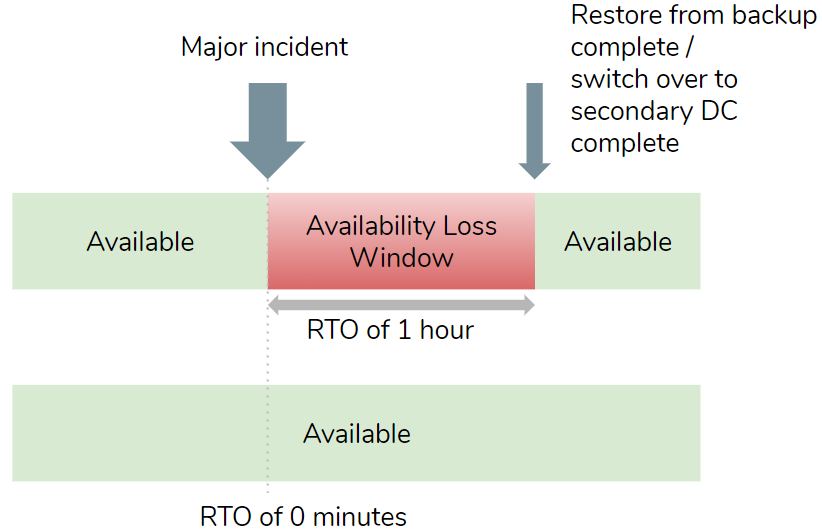 Major incident
Restore from backup
complete /
switch over to
secondary DC
complete
Available
Availability Loss
Window
Available
RTO of 1 hour
Available
RTO of 0 minutes